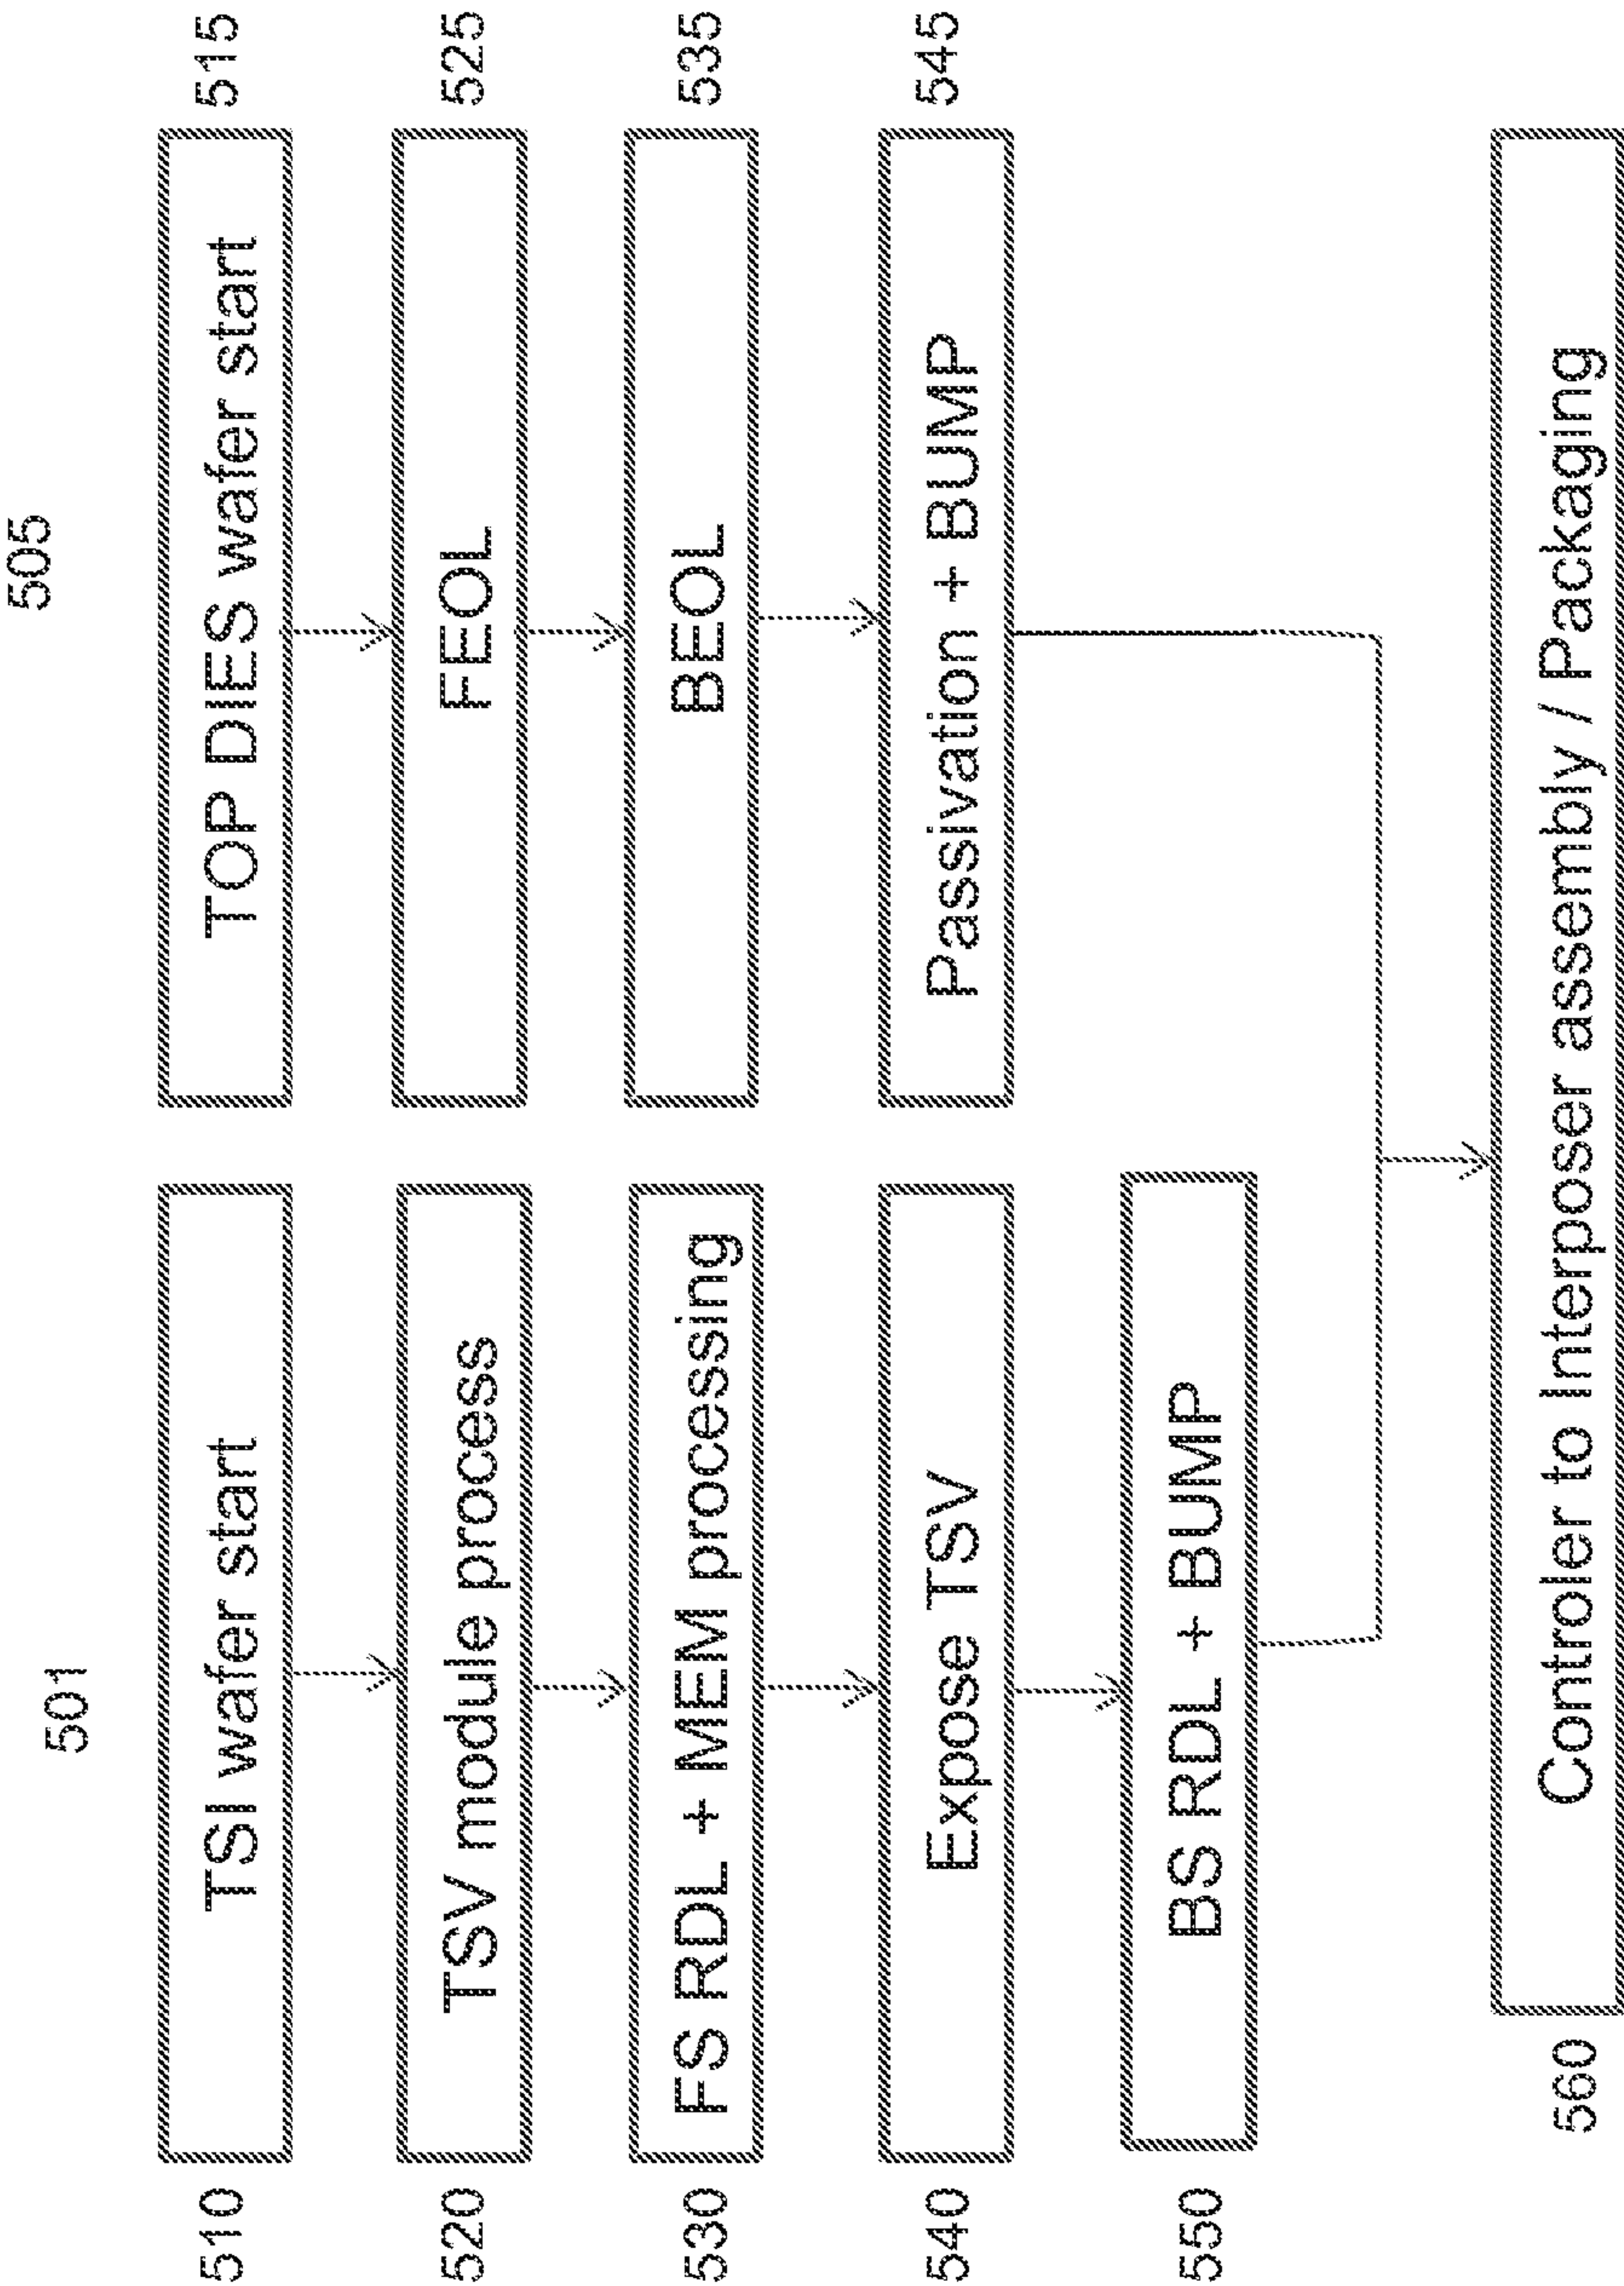 501
510 TSI wafer start
520 TSV module process
530 FS RDL + MEM processing
540 Expose TSV
550 BS RDL + BUMP
505
TOP DIES wafer start 515
FEOL 525
BEOL 535
Passivation + BUMP 545
560 Controler to Interposer assembly / Packaging